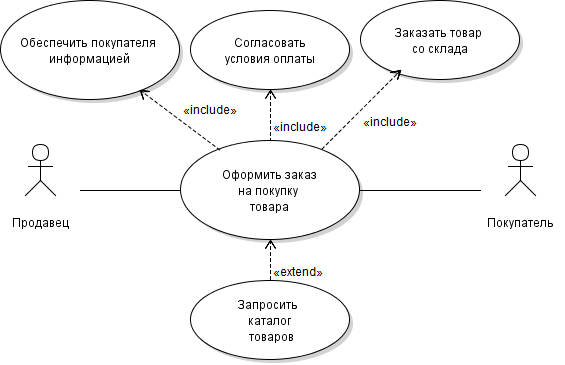 Обеспечить покупателя
информацией
Согласовать
условия оплаты
Заказать товар
со склада
«include»
«include»
«include»
Оформить заказ
на покупку
товара
Продавец
Покупатель
«extend»
Запросить
каталог
товаров